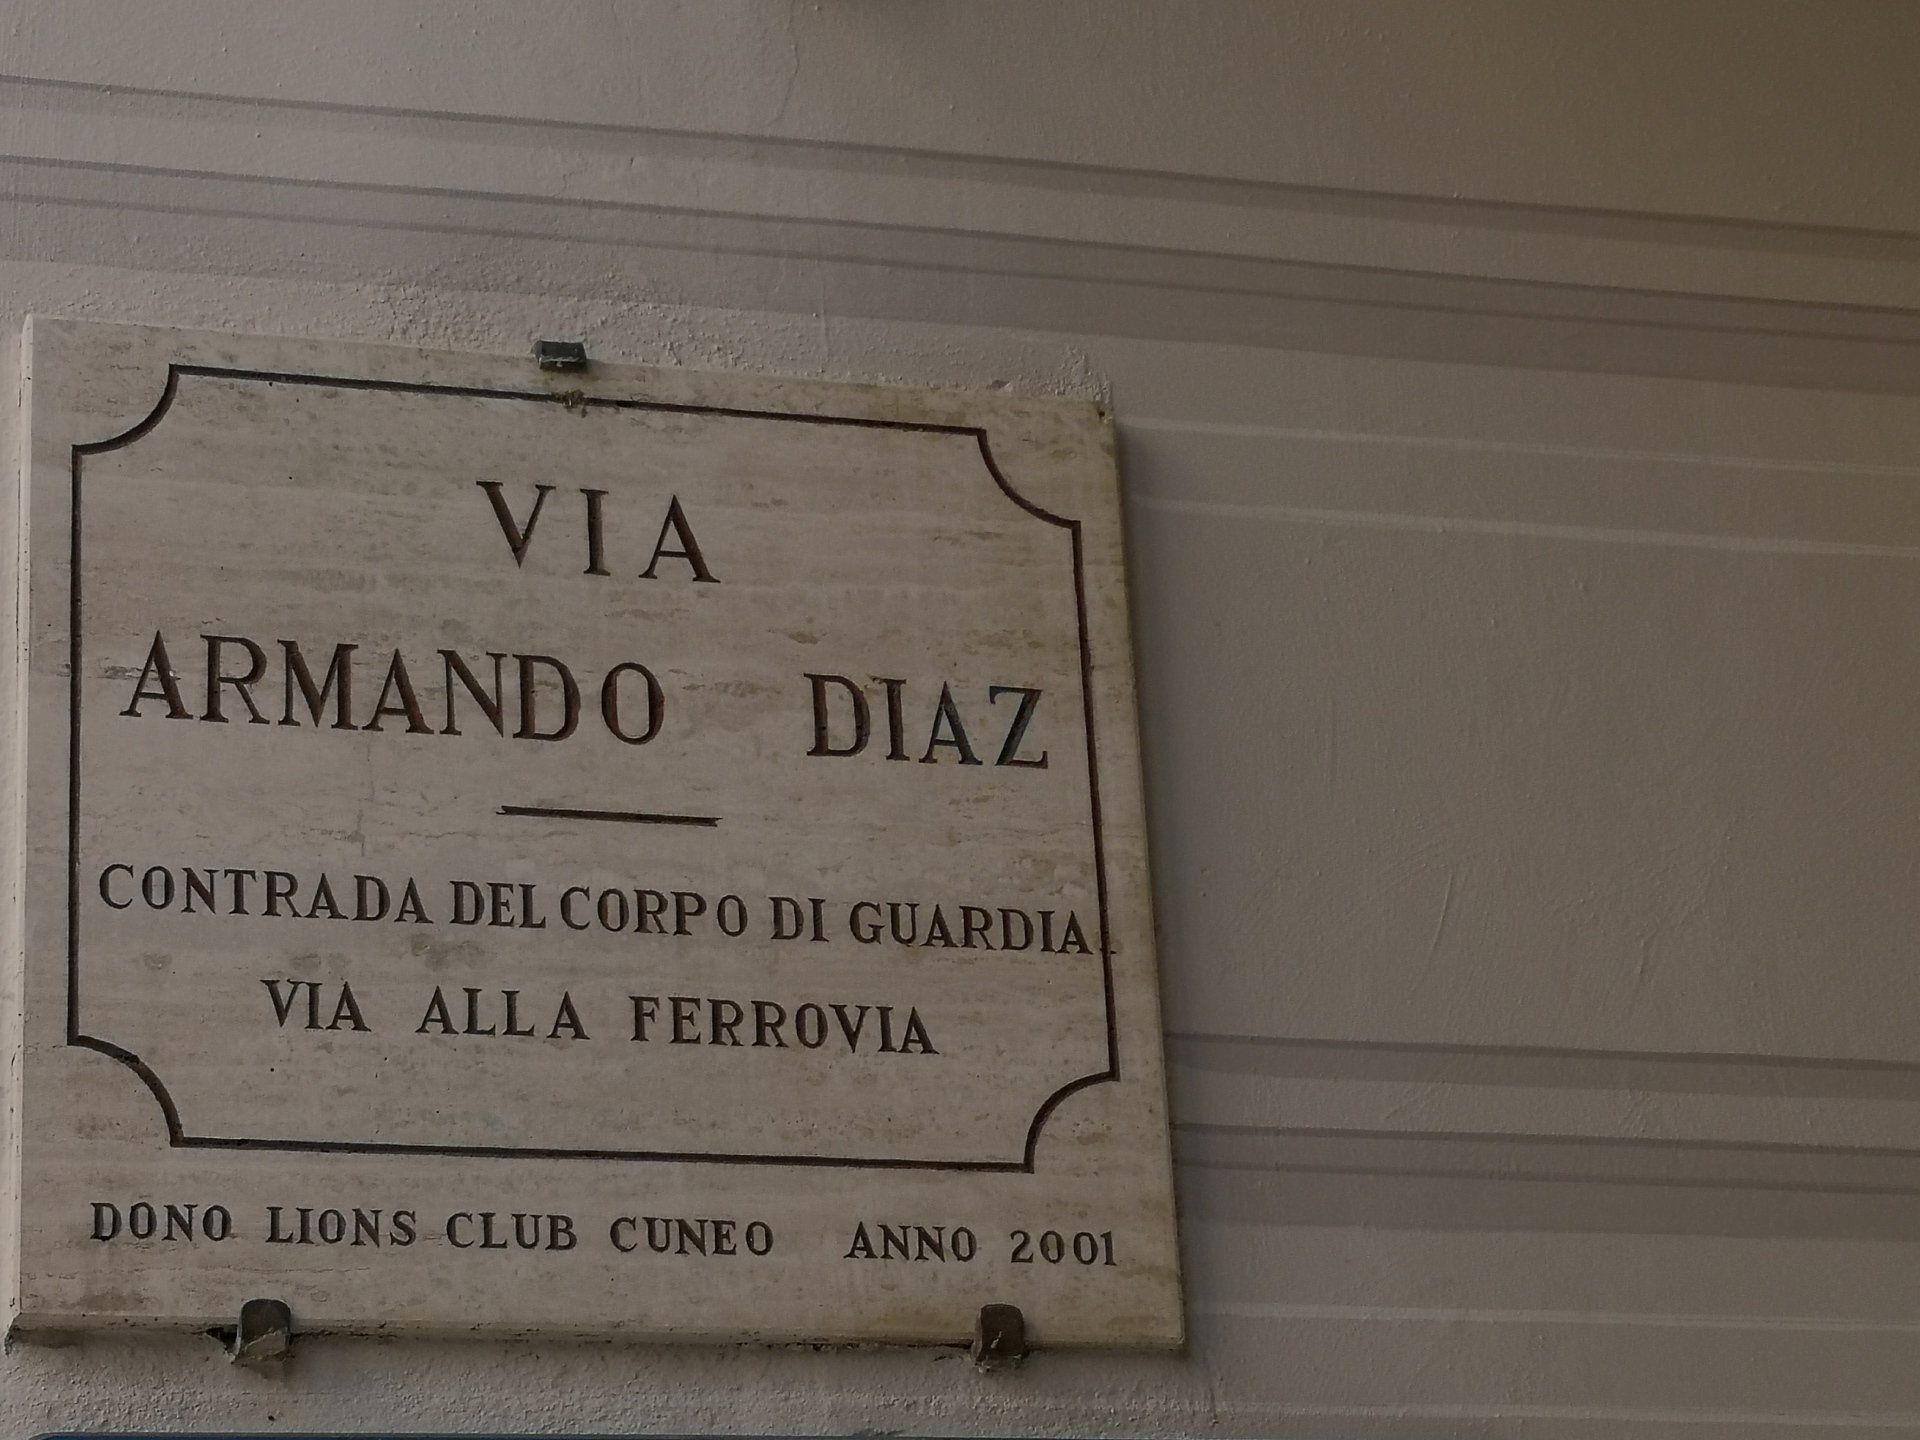 VIA
ARMANDO DIAZ
CONTRADA DEL CORPO DI GUARDIA
VIA ALLA FERROVIA
DONO LIONS CLUB CUNEO ANNO 2001